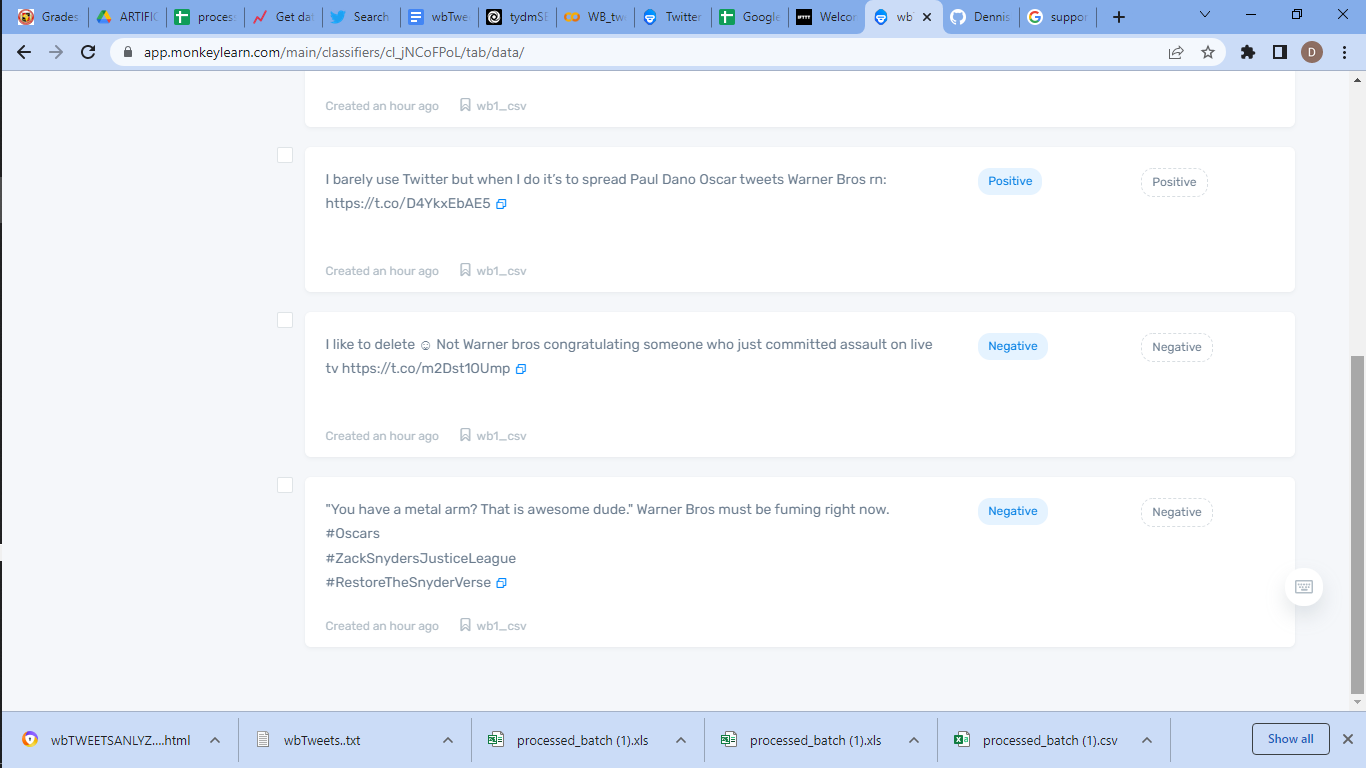 Grades
ARTIFIC
process
Get dat
Search
wbTwe
tydmSE
WB_tw
Twitter
Google
Welcom
wb
Dennis
suppor
app.monkeylearn.com/main/classifiers/cl_jNCoFPoL/tab/data/
D
Created an hour ago wb1_csv
I barely use Twitter but when I do it's to spread Paul Dano Oscar tweets Warner Bros rn:
https://t.co/D4YkxEbAE5
Positive
Positive
Created an hour ago wb1_csv
I like to delete ☺ Not Warner bros congratulating someone who just committed assault on live
tv https://t.co/m2Dst10Ump
Negative
Negative
Created an hour ago wb1_csv
"You have a metal arm? That is awesome dude." Warner Bros must be fuming right now.
#Oscars
#ZackSnydersJusticeLeague
#RestoreTheSnyderVerse
Negative
Negative
Created an hour ago wb1_csv
wbTWEETSANLYZ....html
wbTweets..txt
processed_batch (1).xls
processed_batch (1).xls
processed_batch (1).csv
Show all